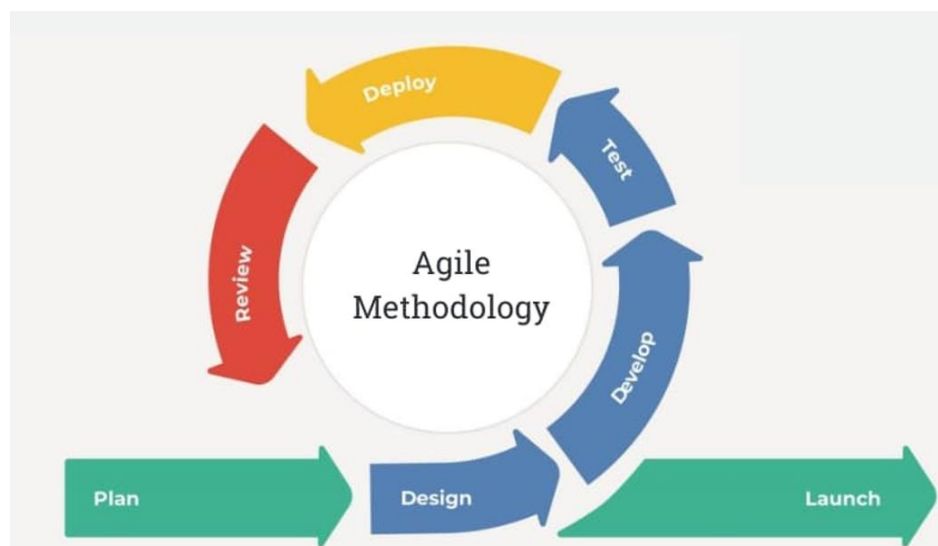 Deploy
Test
Review
Agile
Methodology
Develop
Plan
Design
Launch